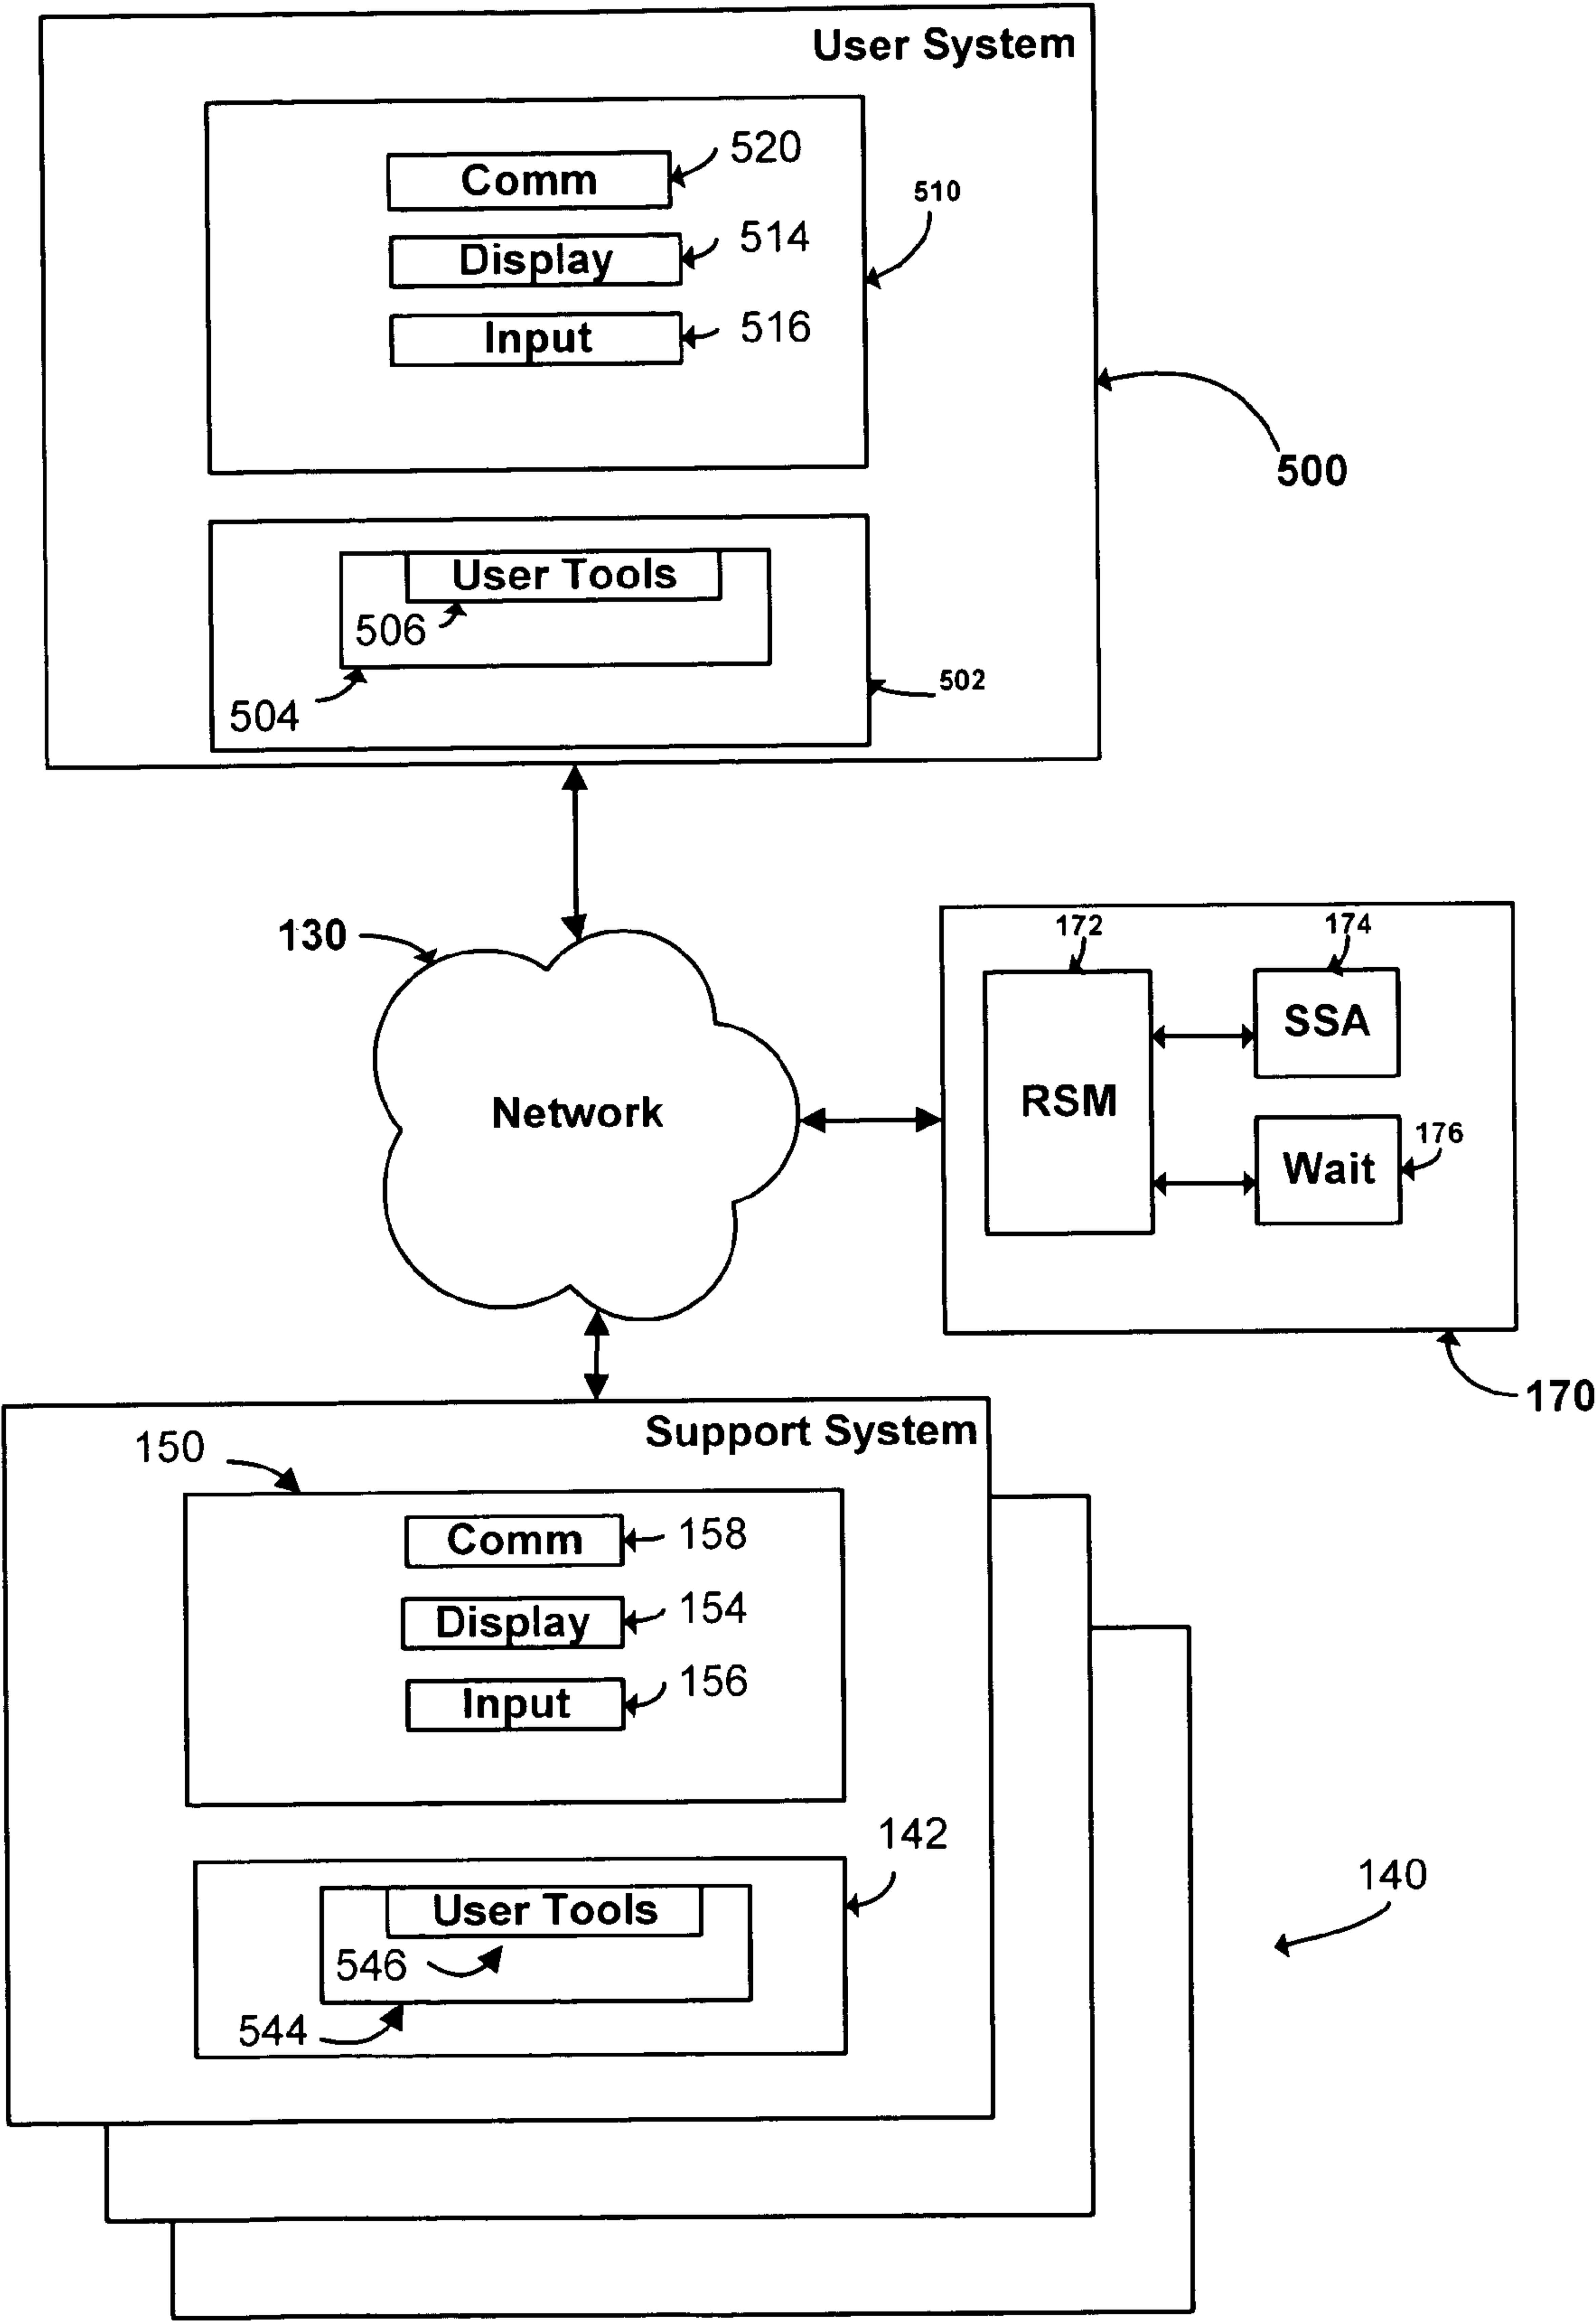 User System
Comm
520
510
Display
514
Input
516
500
User Tools
506
504
502
130
Network
172
174
RSM
SSA
Wait
176
170
Support System
150
Comm
158
Display
154
Input
156
142
User Tools
546
544
140